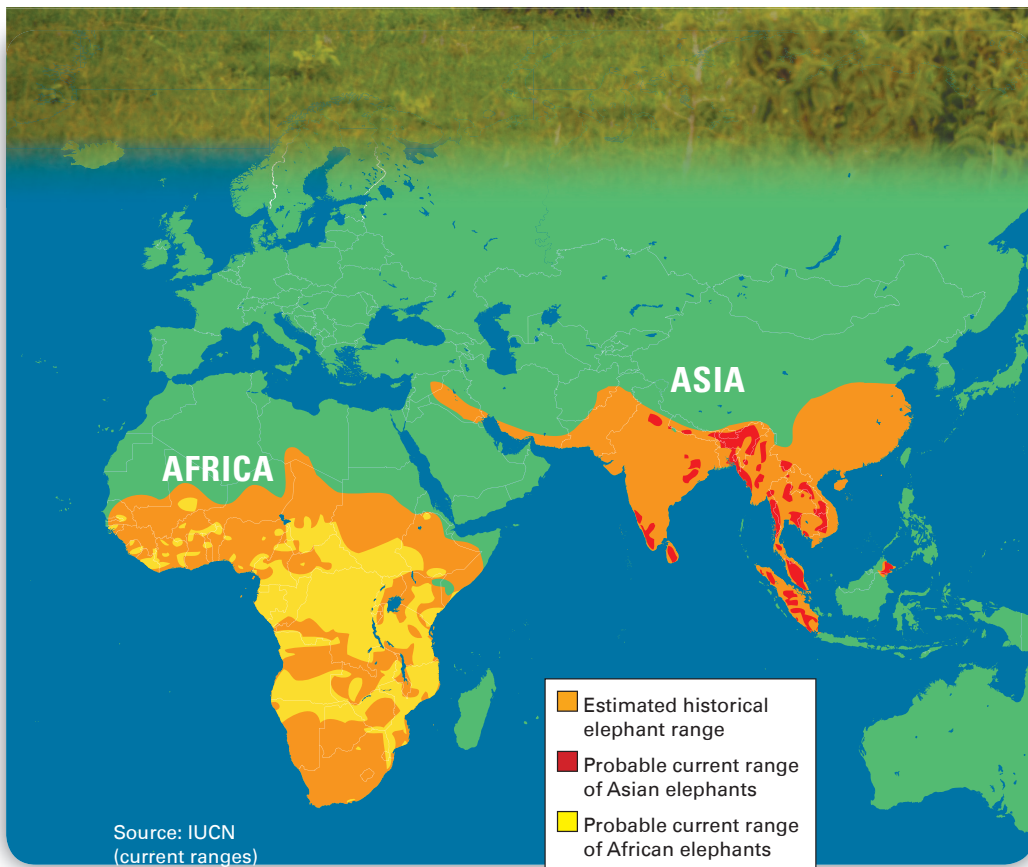 ASIA
AFRICA
Estimated historical
elephant range
Probable current range
of Asian elephants
Probable current range
of African elephants
Source: IUCN
(current ranges)